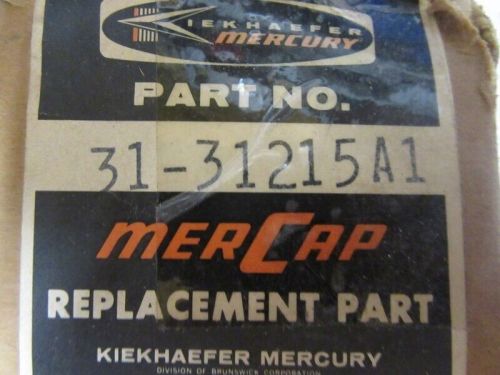 KIEKHAEFER
MERCURY
PART NO.
31-31215A1
MERCAP
REPLACEMENT PART
KIEKHAEFER MERCURY
DIVISION OF BRUNSWICK CORPORATION